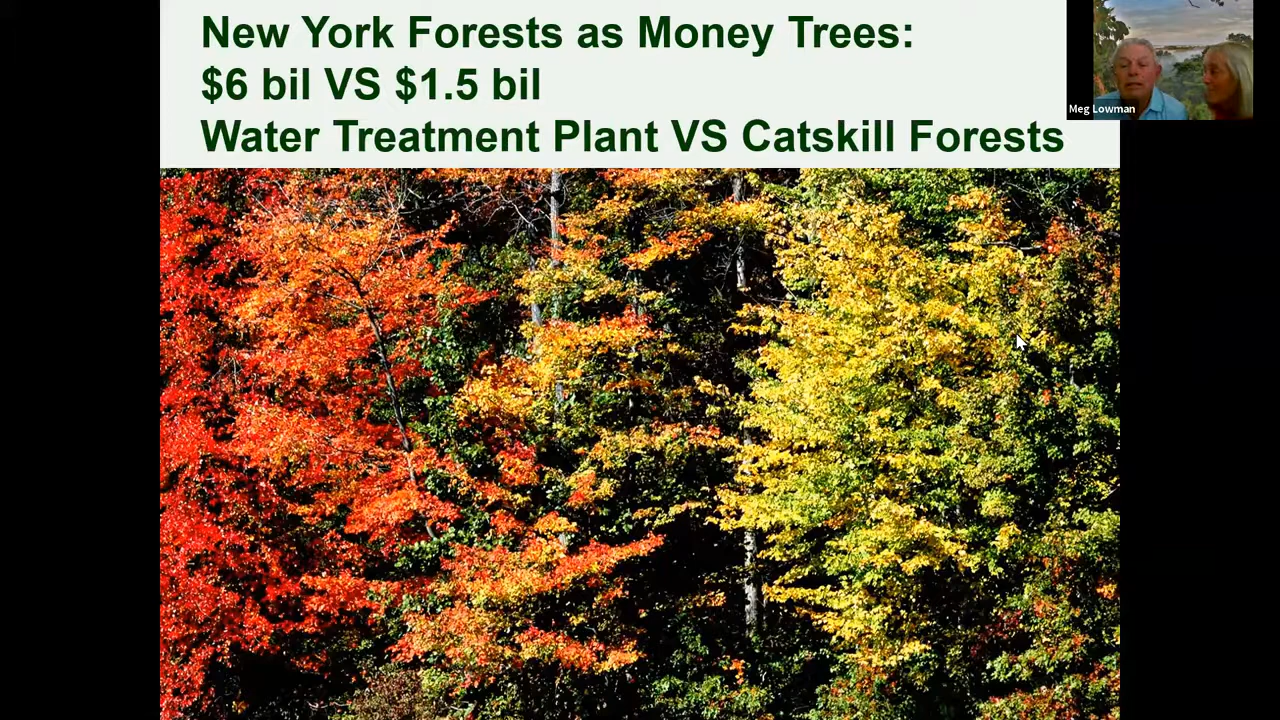 New York Forests as Money Trees:
$6 bil VS $1.5 bil
Water Treatment Plant VS Catskill Forests
Meg Lowman